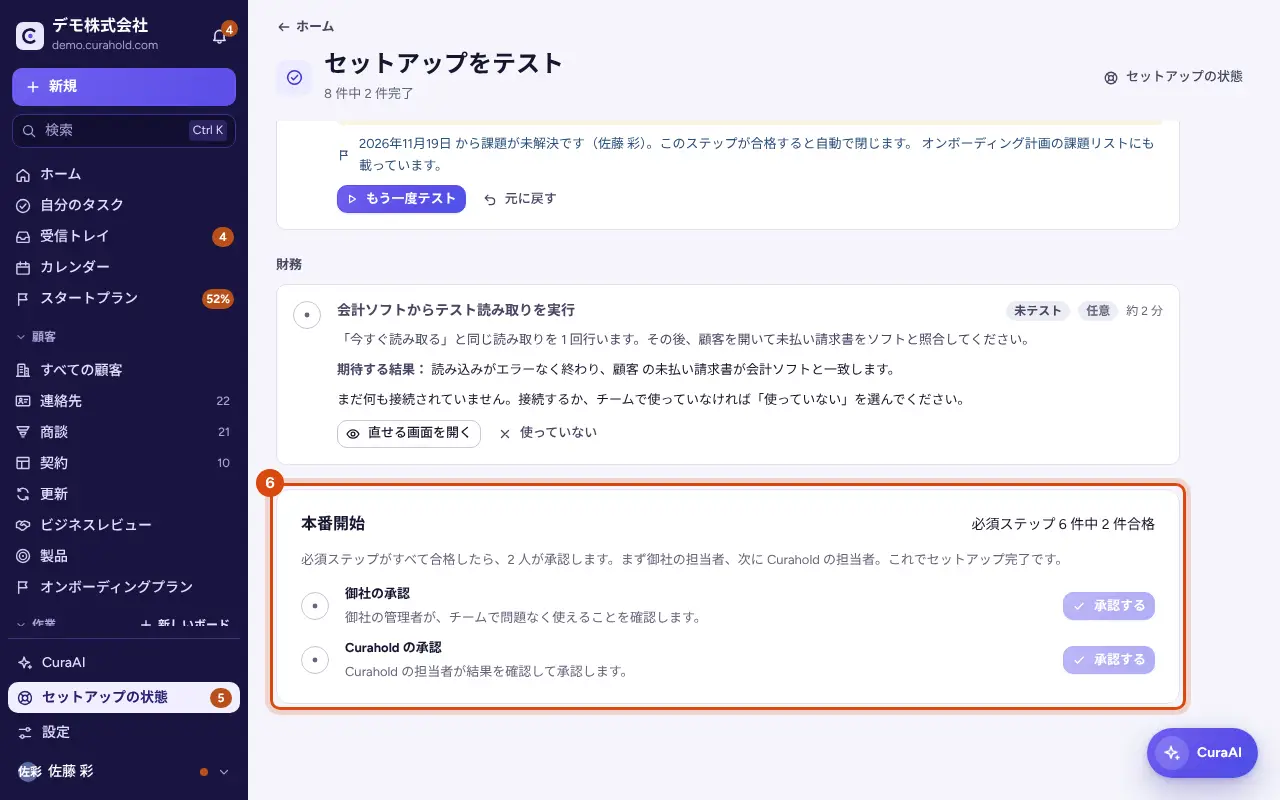 デモ株式会社
demo.curahold.com
4
+ 新規
検索
Ctrl K
ホーム
自分のタスク
受信トレイ
4
カレンダー
スタートプラン
52%
顧客
すべての顧客
連絡先
22
商談
21
契約
10
更新
ビジネスレビュー
製品
オンボーディングプラン
作業
+ 新しいボード
CuraAI
セットアップの状態
5
設定
佐彩
佐藤 彩
← ホーム
セットアップをテスト
8 件中 2 件完了
セットアップの状態
2026年11月19日 から課題が未解決です（佐藤 彩）。このステップが合格すると自動で閉じます。 オンボーディング計画の課題リストにも
載っています。
もう一度テスト
元に戻す
財務
会計ソフトからテスト読み取りを実行
未テスト
任意
約 2 分
「今すぐ読み取る」と同じ読み取りを 1 回行います。その後、顧客を開いて未払い請求書をソフトと照合してください。
期待する結果： 読み込みがエラーなく終わり、顧客 の未払い請求書が会計ソフトと一致します。
まだ何も接続されていません。接続するか、チームで使っていなければ「使っていない」を選んでください。
直せる画面を開く
使っていない
6
本番開始
必須ステップ 6 件中 2 件合格
必須ステップがすべて合格したら、2 人が承認します。まず御社の担当者、次に Curahold の担当者。これでセットアップ完了です。
御社の承認
御社の管理者が、チームで問題なく使えることを確認します。
承認する
Curahold の承認
Curahold の担当者が結果を確認して承認します。
承認する
CuraAI